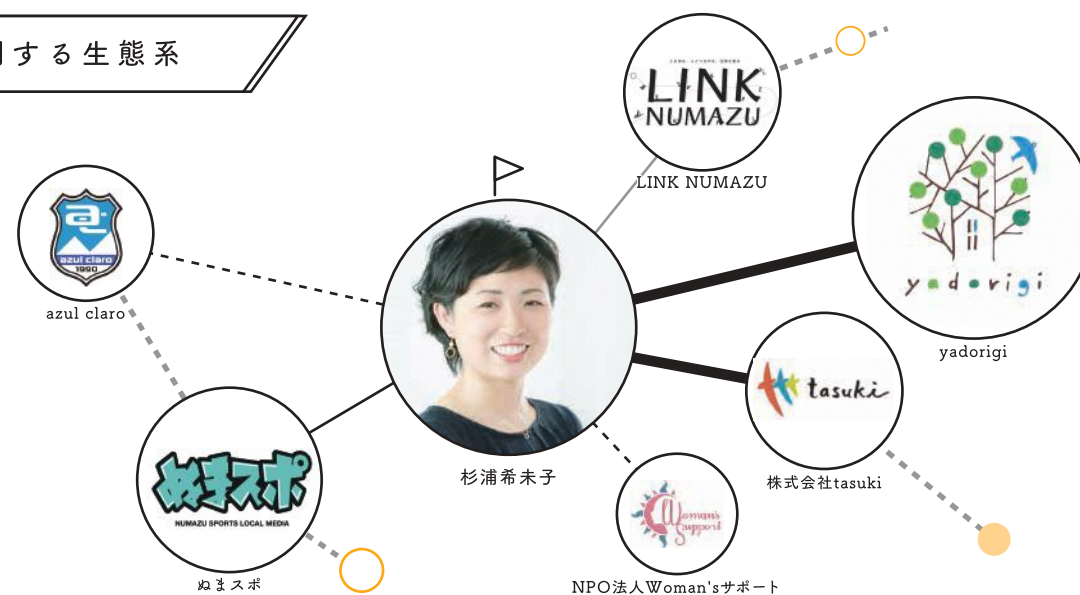 する生態系
LINK
NUMAZU
LINK NUMAZU
azul claro
1990
azul claro
yadorigi
yadorigi
杉浦希未子
tasuki
株式会社tasuki
ぬまスポ
NUMAZU SPORTS LOCAL MEDIA
ぬまスポ
Woman's
Support
NPO法人Woman'sサポート